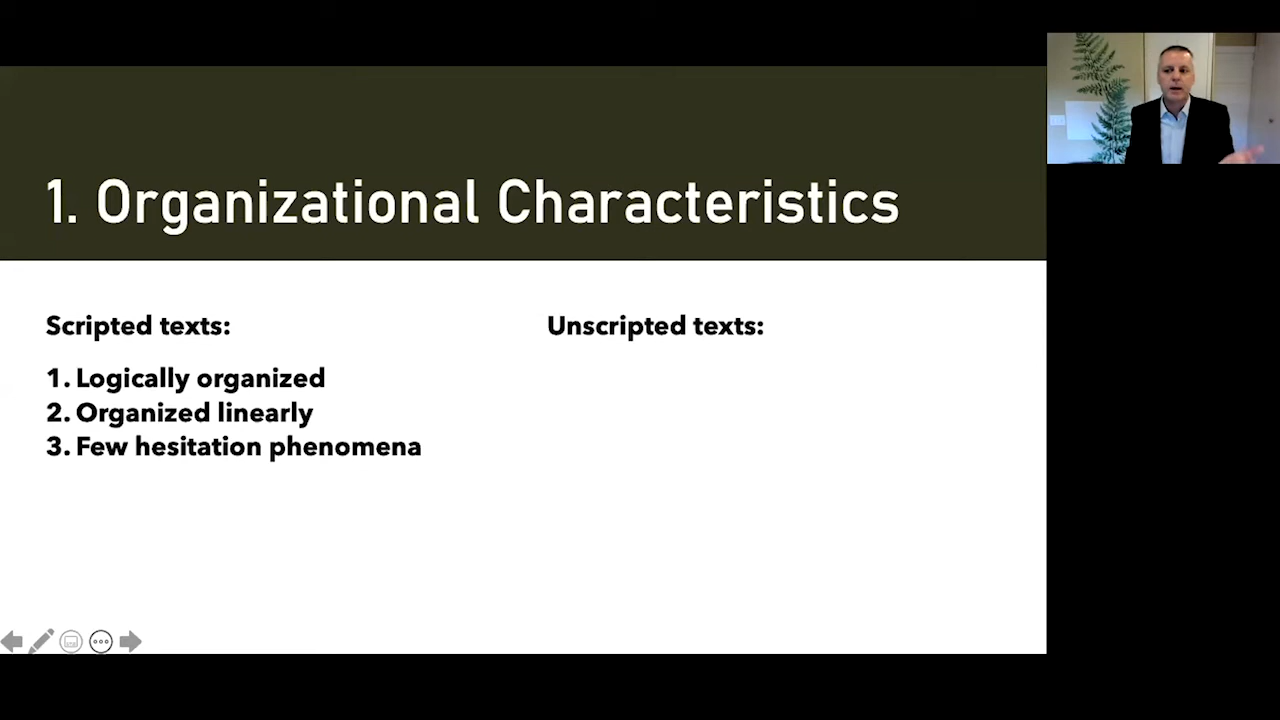 1. Organizational Characteristics
Scripted texts:
1. Logically organized
2. Organized linearly
3. Few hesitation phenomena
Unscripted texts: